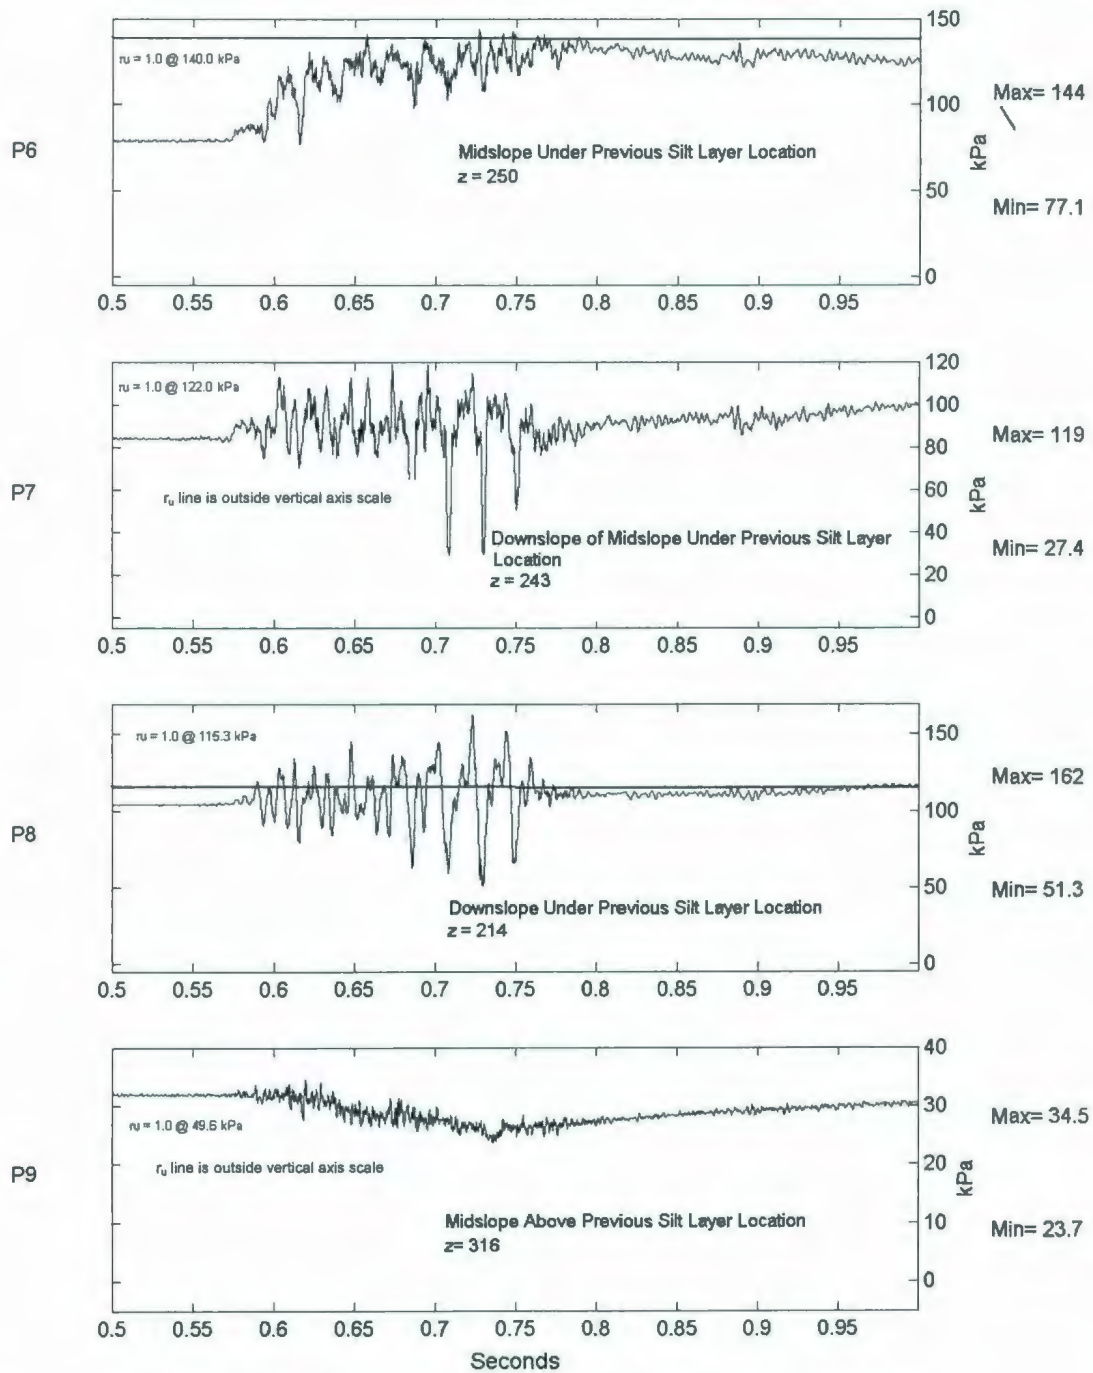 150
ru = 1.0 @ 140.0 kPa
Max= 144
100
P6
Midslope Under Previous Silt Layer Location
z = 250
kPa
50
Min= 77.1
0
0.5 0.55 0.6 0.65 0.7 0.75 0.8 0.85 0.9 0.95
120
ru = 1.0 @ 122.0 kPa
100
Max= 119
80
P7
ru line is outside vertical axis scale
60
kPa
Downslope of Midslope Under Previous Silt Layer
Location
z = 243
40
Min= 27.4
20
0
0.5 0.55 0.6 0.65 0.7 0.75 0.8 0.85 0.9 0.95
ru = 1.0 @ 115.3 kPa
150
Max= 162
100
P8
kPa
50
Min= 51.3
Downslope Under Previous Silt Layer Location
z = 214
0
0.5 0.55 0.6 0.65 0.7 0.75 0.8 0.85 0.9 0.95
40
30
Max= 34.5
ru = 1.0 @ 49.6 kPa
P9
ru line is outside vertical axis scale
20
kPa
Midslope Above Previous Silt Layer Location
z= 316
10
Min= 23.7
0
0.5 0.55 0.6 0.65 0.7 0.75 0.8 0.85 0.9 0.95
Seconds